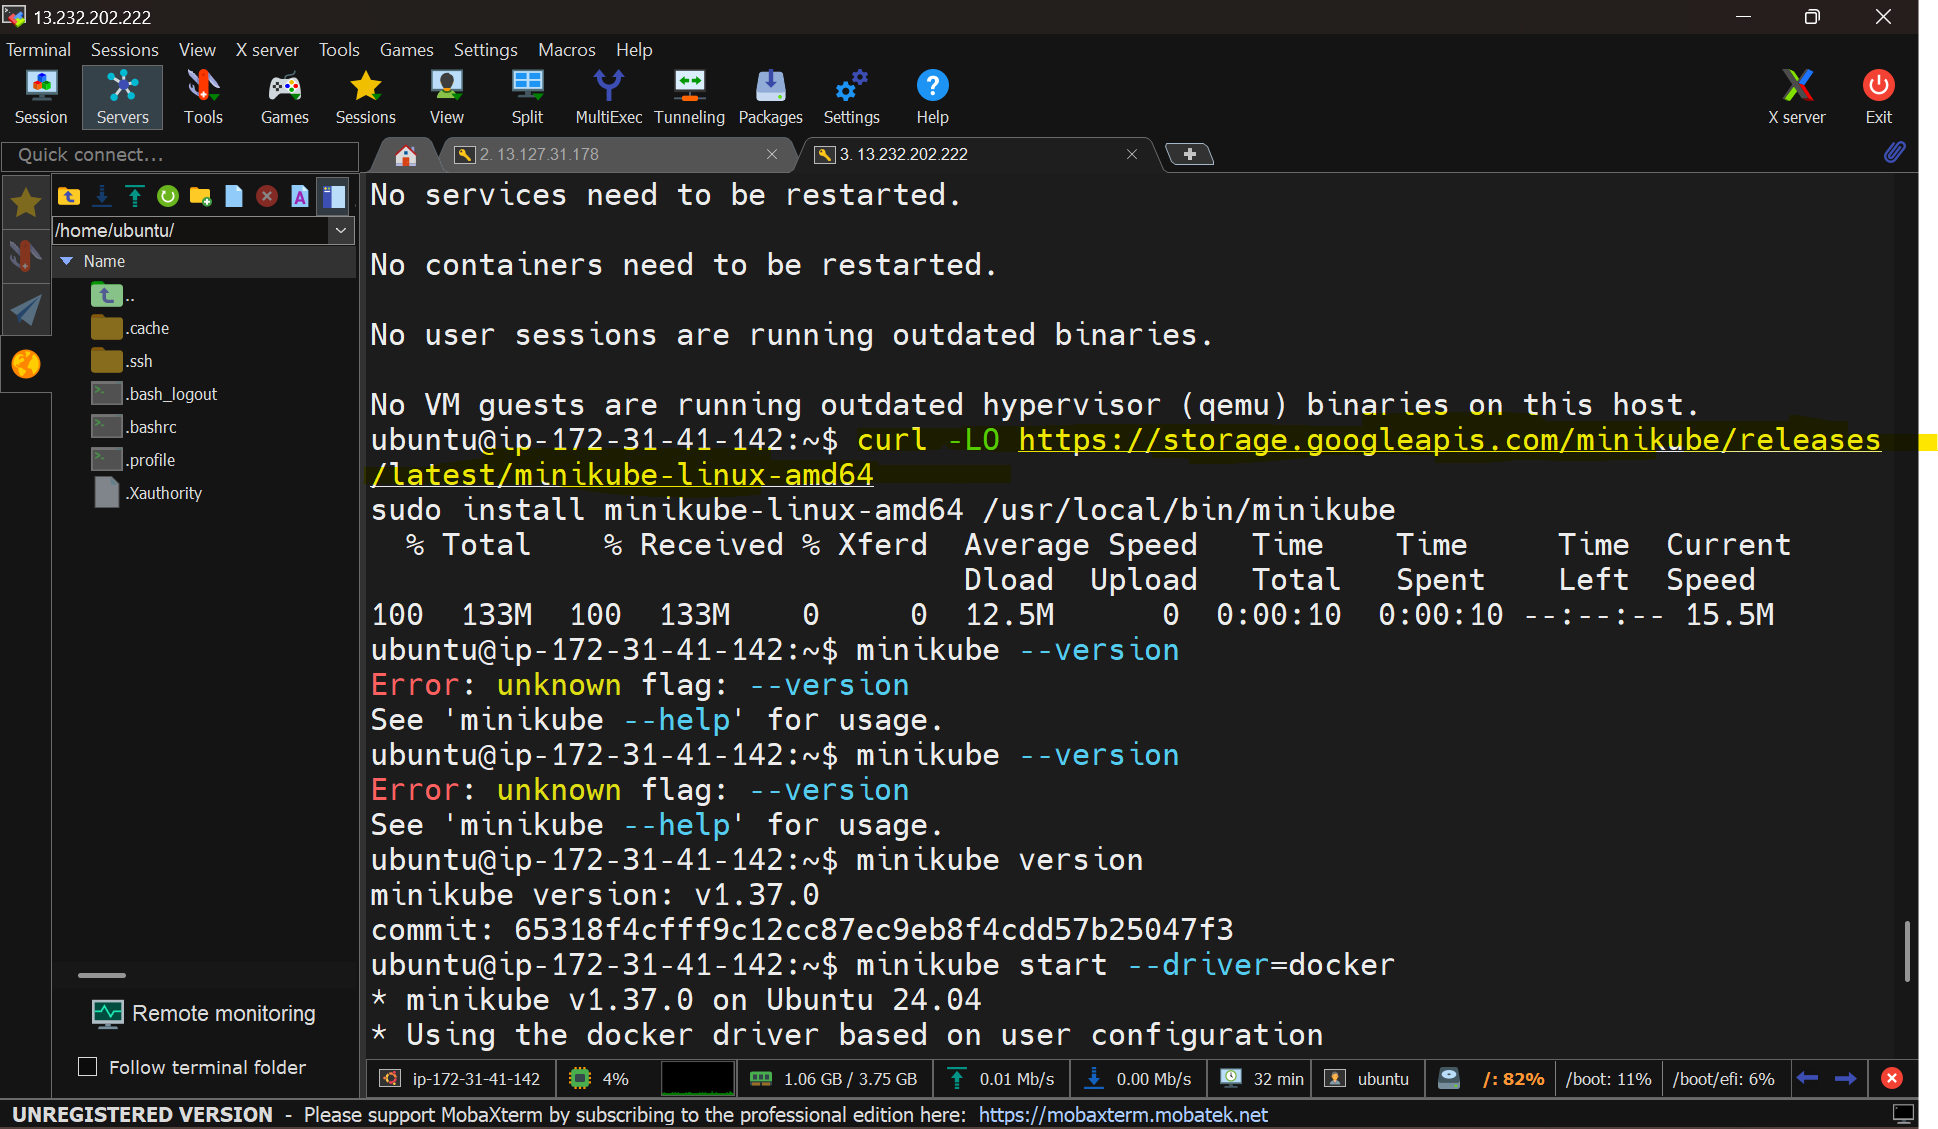 13.232.202.222
Terminal Sessions View X server Tools Games Settings Macros Help
Session Servers Tools Games Sessions View Split MultiExec Tunneling Packages Settings Help X server Exit
Quick connect...
2. 13.127.31.178
3. 13.232.202.222
/home/ubuntu/
Name
..
.cache
.ssh
.bash_logout
.bashrc
.profile
.Xauthority
Remote monitoring
Follow terminal folder
No services need to be restarted.
No containers need to be restarted.
No user sessions are running outdated binaries.
No VM guests are running outdated hypervisor (qemu) binaries on this host.
ubuntu@ip-172-31-41-142:~$ curl -LO https://storage.googleapis.com/minikube/releases
/latest/minikube-linux-amd64
sudo install minikube-linux-amd64 /usr/local/bin/minikube
% Total % Received % Xferd Average Speed Time Time Time Current
Dload Upload Total Spent Left Speed
100 133M 100 133M 0 0 12.5M 0 0:00:10 0:00:10 --:--:-- 15.5M
ubuntu@ip-172-31-41-142:~$ minikube --version
Error: unknown flag: --version
See 'minikube --help' for usage.
ubuntu@ip-172-31-41-142:~$ minikube --version
Error: unknown flag: --version
See 'minikube --help' for usage.
ubuntu@ip-172-31-41-142:~$ minikube version
minikube version: v1.37.0
commit: 65318f4cfff9c12cc87ec9eb8f4cdd57b25047f3
ubuntu@ip-172-31-41-142:~$ minikube start --driver=docker
* minikube v1.37.0 on Ubuntu 24.04
* Using the docker driver based on user configuration
ip-172-31-41-142 4% 1.06 GB / 3.75 GB 0.01 Mb/s 0.00 Mb/s 32 min ubuntu /: 82% /boot: 11% /boot/efi: 6%
UNREGISTERED VERSION - Please support MobaXterm by subscribing to the professional edition here: https://mobaxterm.mobatek.net